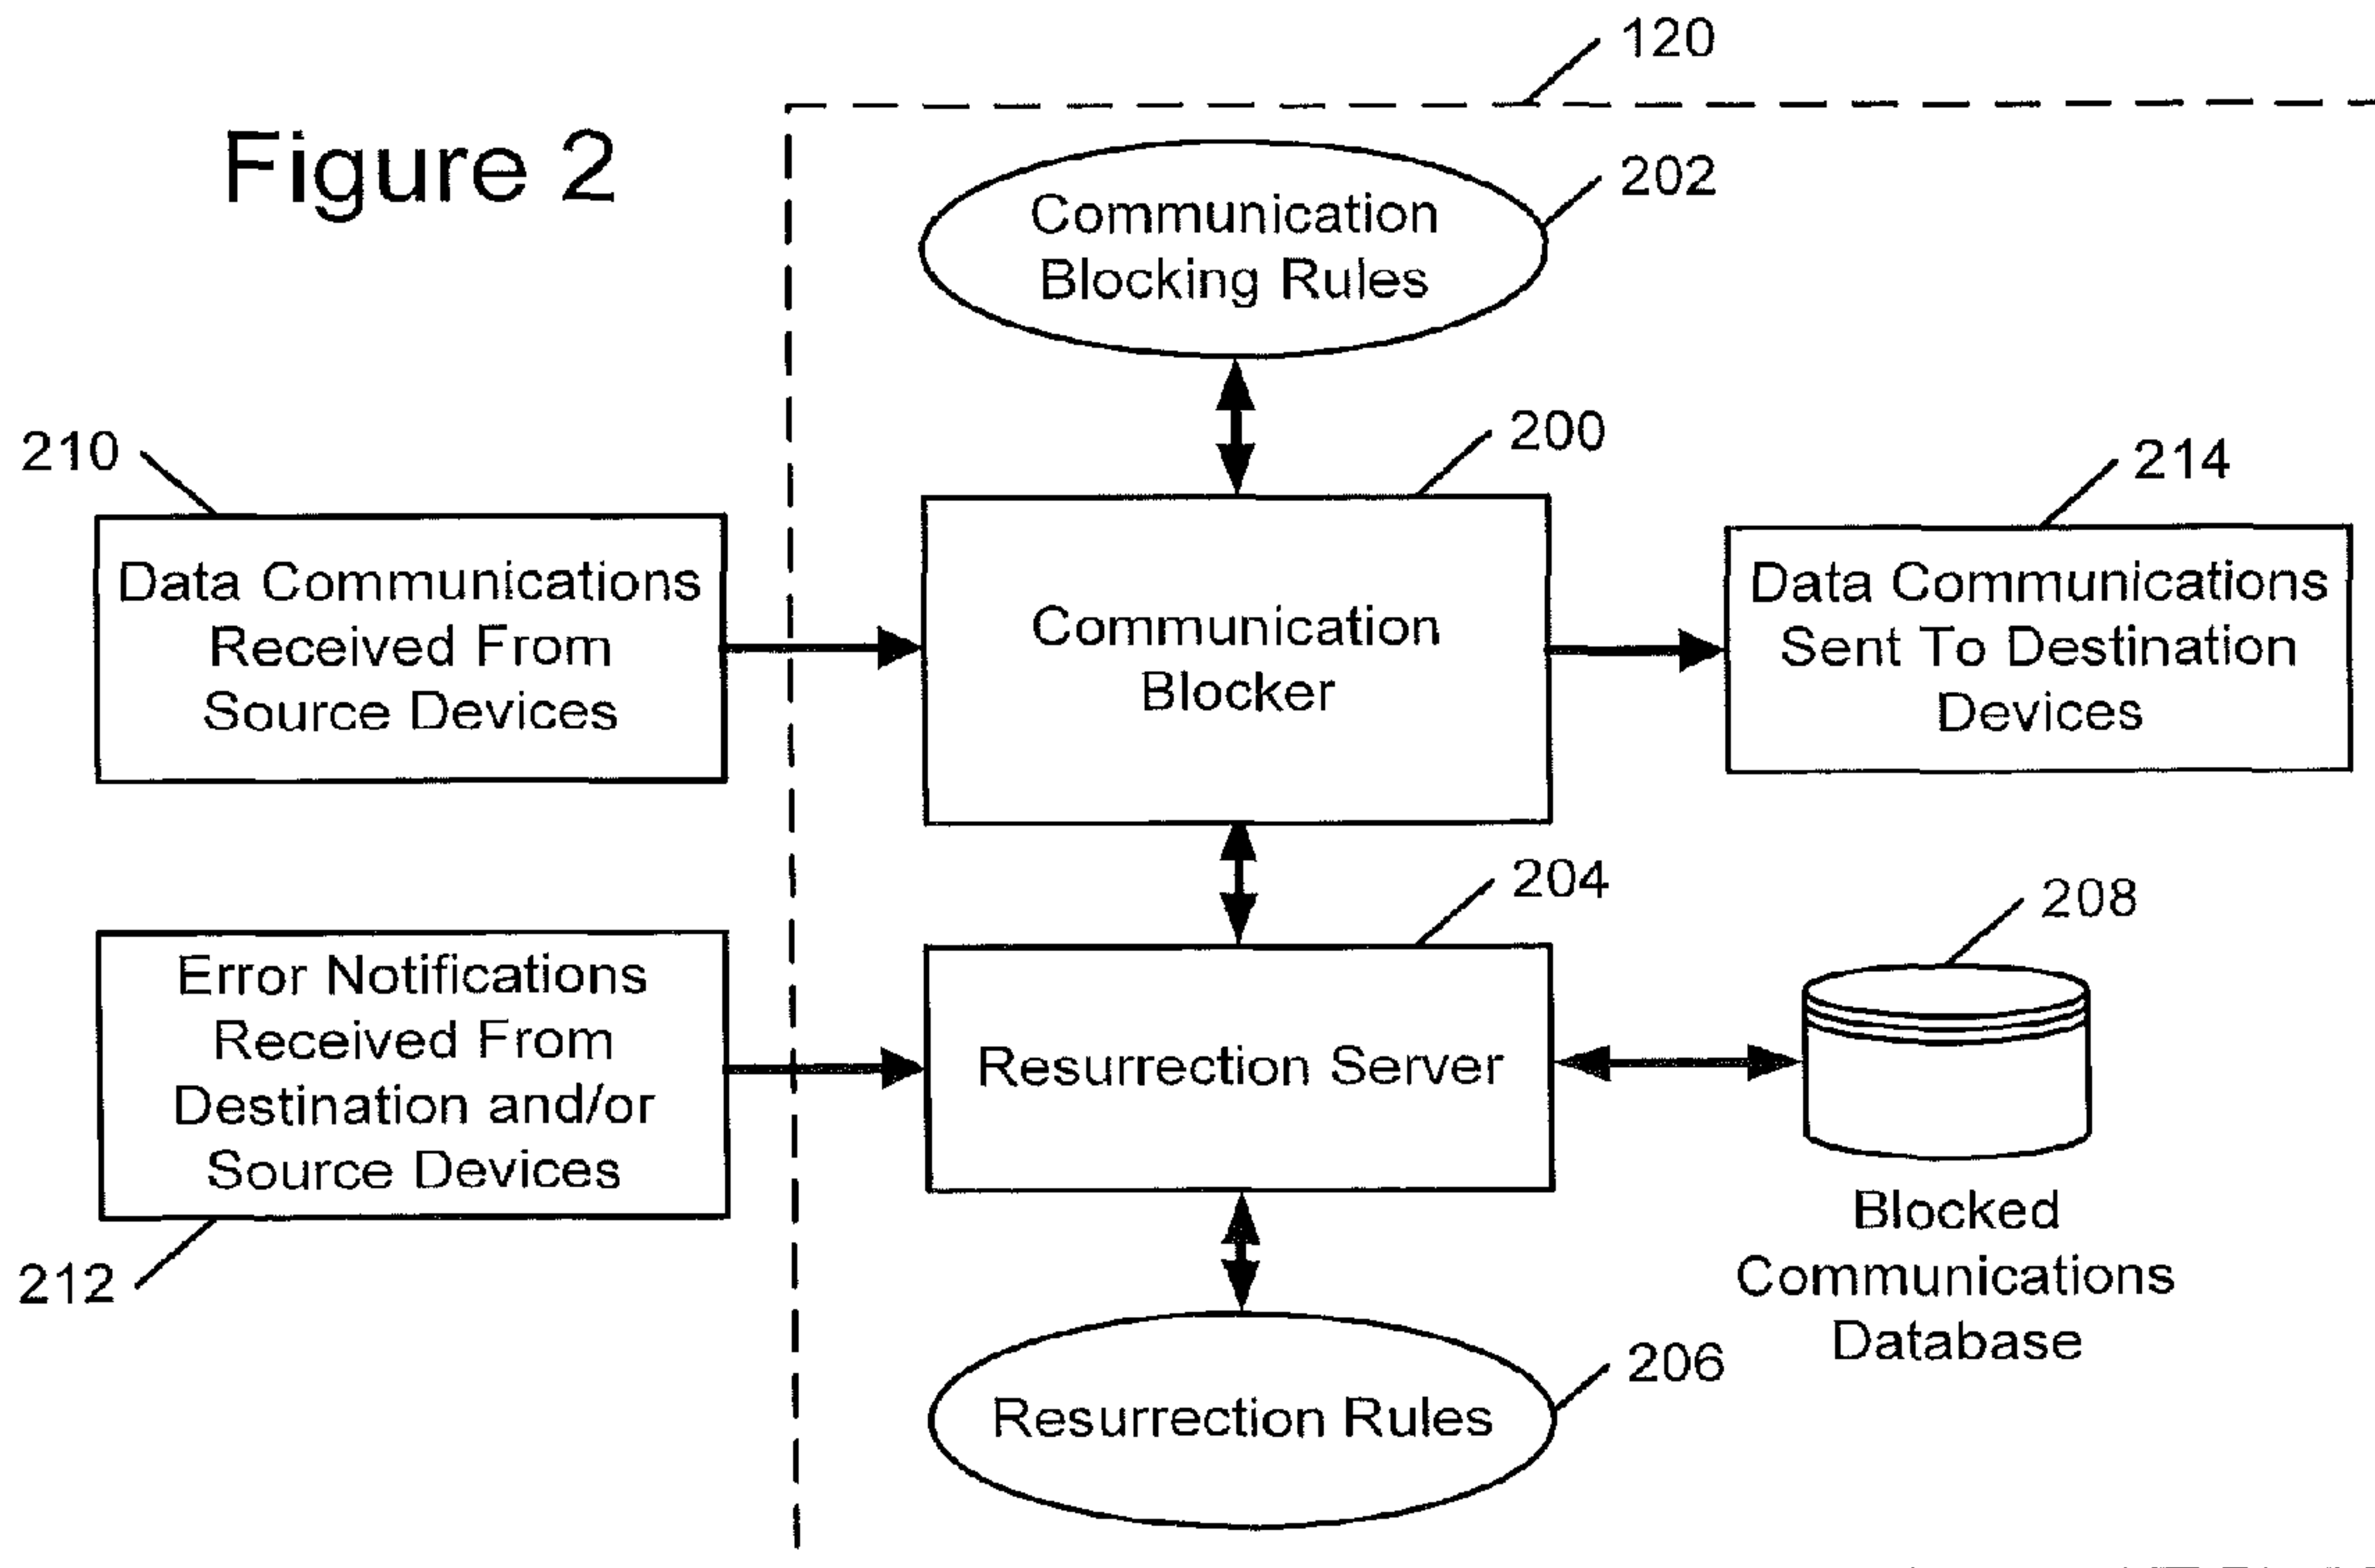 120
Figure 2
202
Communication
Blocking Rules
210
200
214
Data Communications
Received From
Source Devices
Communication
Blocker
Data Communications
Sent To Destination
Devices
204
208
Error Notifications
Received From
Destination and/or
Source Devices
Resurrection Server
212
Blocked
Communications
Database
206
Resurrection Rules